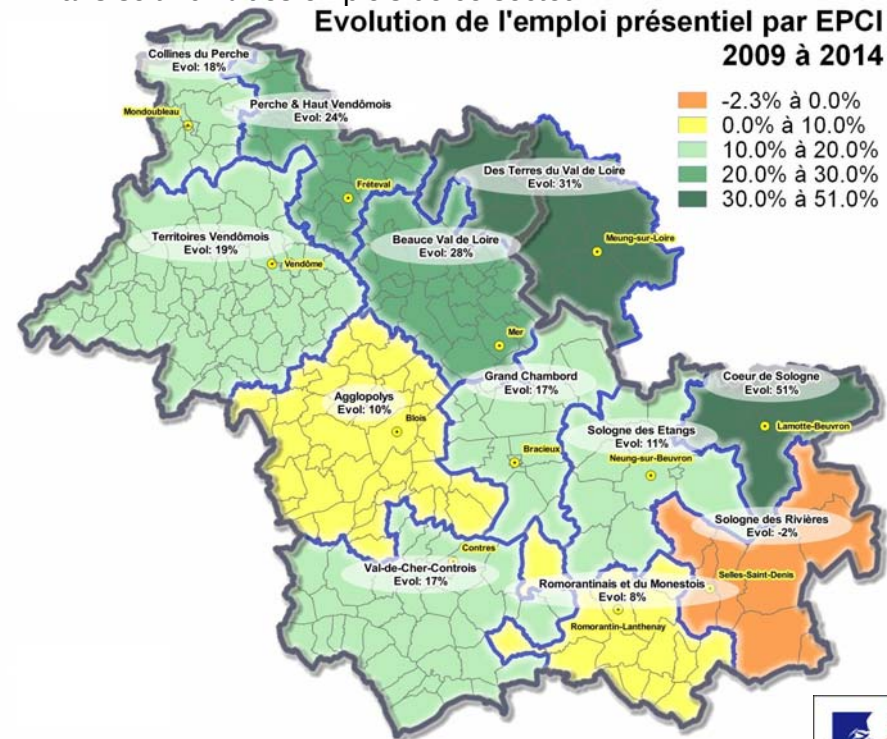 Evolution de l'emploi présentiel par EPCI
2009 à 2014
-2.3% à 0.0%
0.0% à 10.0%
10.0% à 20.0%
20.0% à 30.0%
30.0% à 51.0%
Collines du Perche
Evol: 18%
Mondoubleau
Perche & Haut Vendômois
Evol: 24%
Fréteval
Des Terres du Val de Loire
Evol: 31%
Meung-sur-Loire
Territoires Vendômois
Evol: 19%
Vendôme
Beauce Val de Loire
Evol: 28%
Mer
Grand Chambord
Evol: 17%
Bracieux
Coeur de Sologne
Evol: 51%
Lamotte-Beuvron
Agglopolys
Evol: 10%
Blois
Sologne des Etangs
Evol: 11%
Neung-sur-Beuvron
Sologne des Rivières
Evol: -2%
Selles-Saint-Denis
Contres
Val-de-Cher-Controis
Evol: 17%
Romorantinais et du Monestois
Evol: 8%
Romorantin-Lanthenay